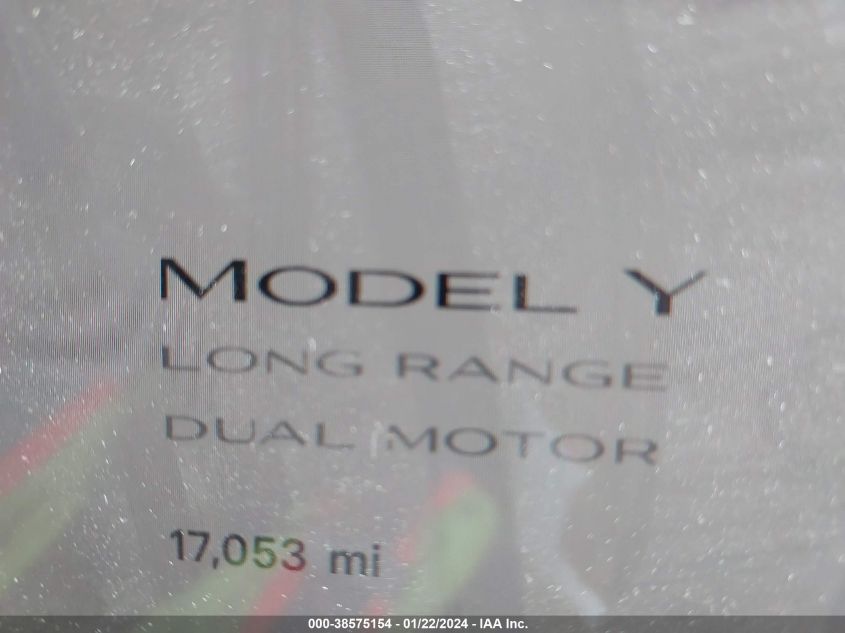 MODEL Y
LONG RANGE
DUAL MOTOR
17,053 mi
000-38575154 - 01/22/2024 - IAA Inc.